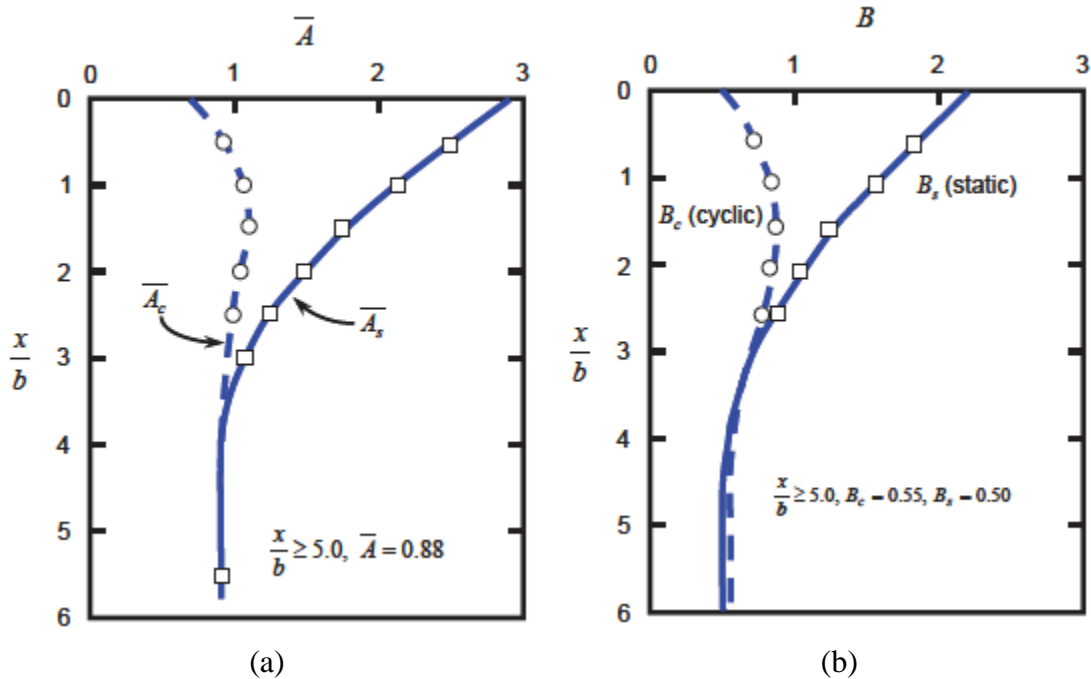 A
B
0 1 2 3
0 1 2 3
0
1
2
3
4
5
6
x/b
A_c
A_s
x/b ≥ 5.0, A = 0.88
0
1
2
3
4
5
6
x/b
B_c (cyclic)
B_s (static)
x/b ≥ 5.0, B_c − 0.55, B_s − 0.50
(a)
(b)